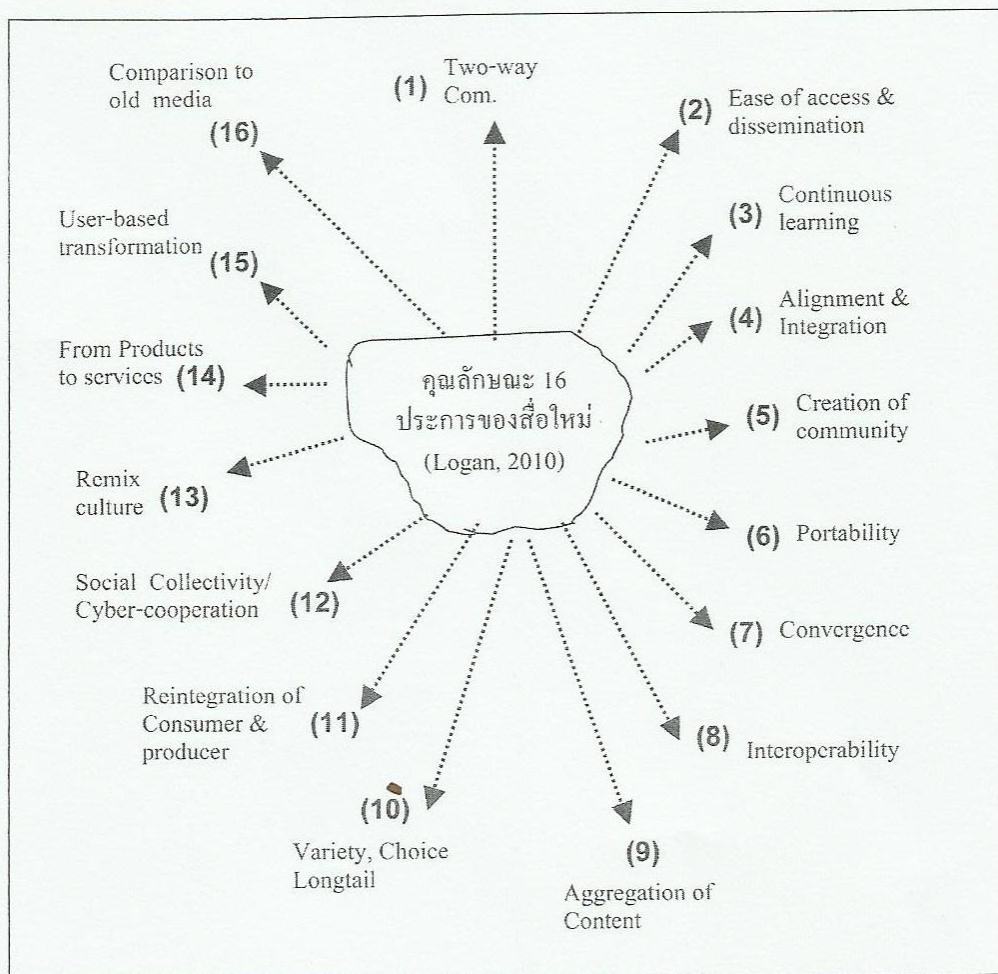 คุณลักษณะ 16
ประการของสื่อใหม่
(Logan, 2010)
(1) Two-way
Com.
(2) Ease of access &
dissemination
(3) Continuous
learning
(4) Alignment &
Integration
(5) Creation of
community
(6) Portability
(7) Convergence
(8) Interoperability
(9)
Aggregation of
Content
(10)
Variety, Choice
Longtail
Reintegration of
Consumer & (11)
producer
Social Collectivity/
Cyber-cooperation (12)
Remix
culture (13)
From Products
to services (14)
User-based
transformation (15)
Comparison to
old media
(16)